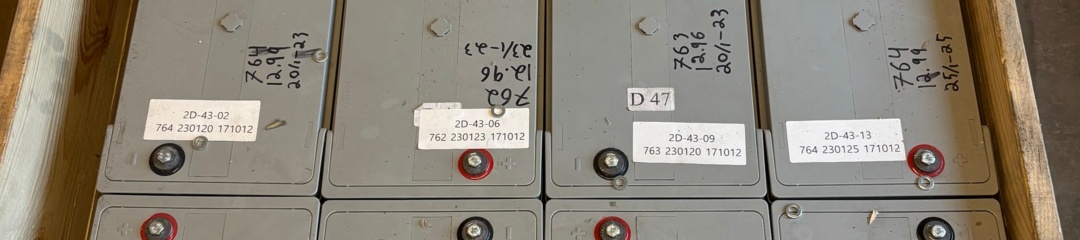 764
12.99
20/1-23
2D-43-02
764 230120 171012
762
12.96
23/1-23
2D-43-06
762 230123 171012
763
12.96
20/1-23
D 47
2D-43-09
763 230120 171012
764
12.99
25/1-25
2D-43-13
764 230125 171012